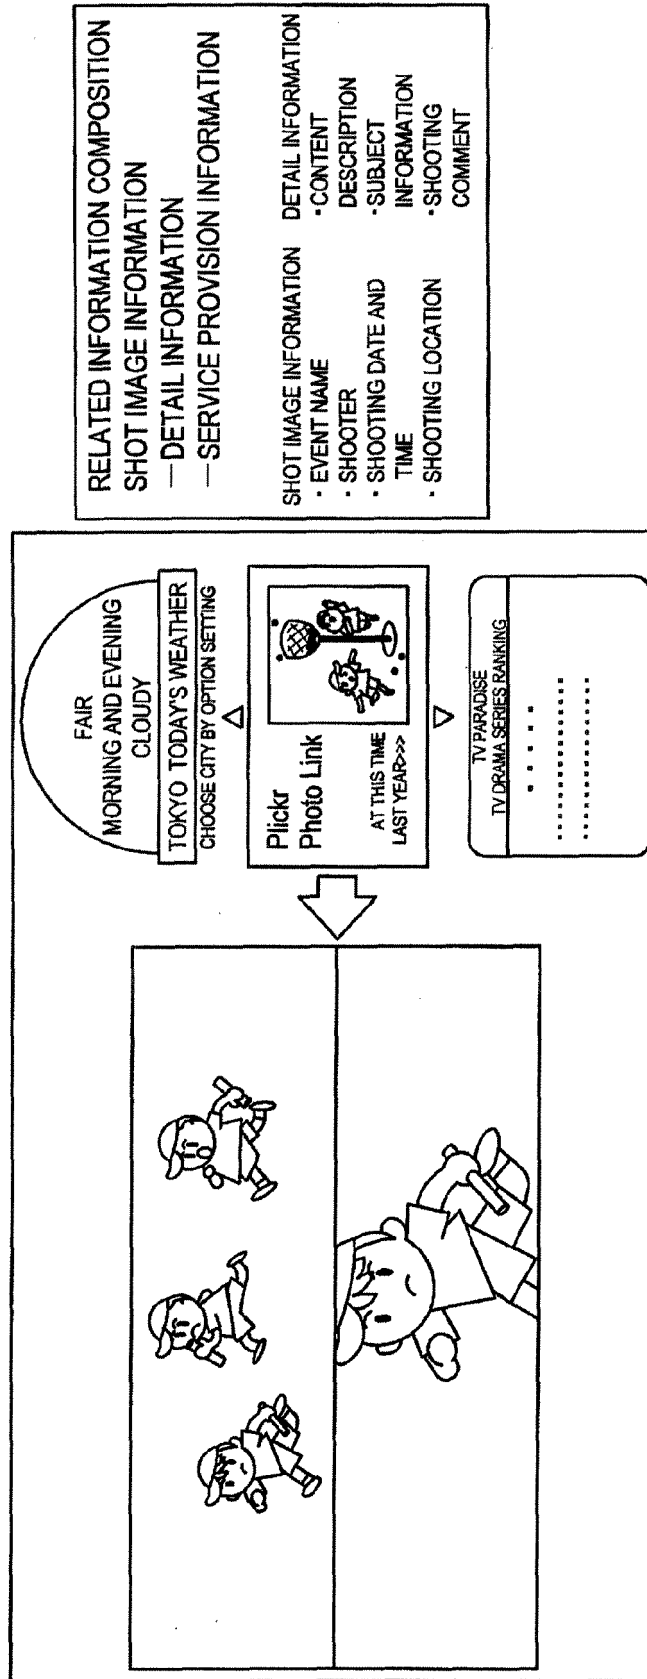 FAIR
MORNING AND EVENING
CLOUDY
TOKYO TODAY'S WEATHER
CHOOSE CITY BY OPTION SETTING
Plickr
Photo Link
AT THIS TIME
LAST YEAR>>>
TV PARADISE
TV DRAMA SERIES RANKING
RELATED INFORMATION COMPOSITION
SHOT IMAGE INFORMATION
—DETAIL INFORMATION
—SERVICE PROVISION INFORMATION
SHOT IMAGE INFORMATION
・EVENT NAME
・SHOOTER
・SHOOTING DATE AND
TIME
・SHOOTING LOCATION
DETAIL INFORMATION
・CONTENT
DESCRIPTION
・SUBJECT
INFORMATION
・SHOOTING
COMMENT